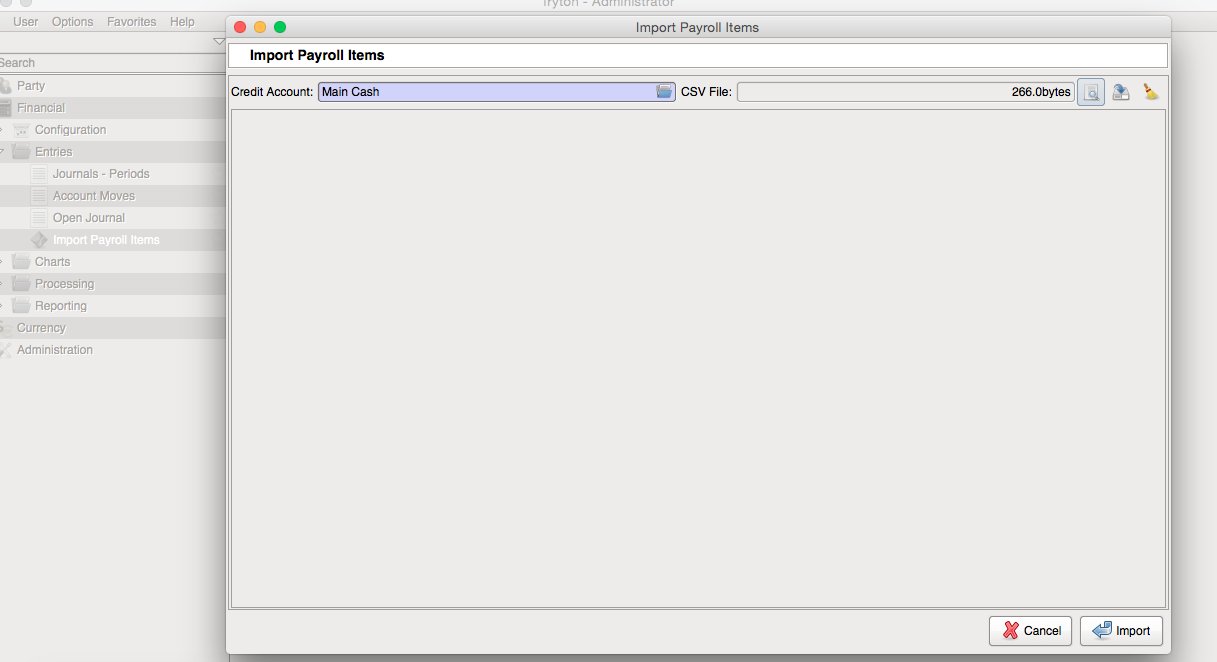 Tryton - Administrator
User Options Favorites Help
Import Payroll Items
Import Payroll Items
Search
Credit Account: Main Cash CSV File: 266.0bytes
Party
Financial
Configuration
Entries
Journals - Periods
Account Moves
Open Journal
Import Payroll Items
Charts
Processing
Reporting
Currency
Administration
Cancel Import